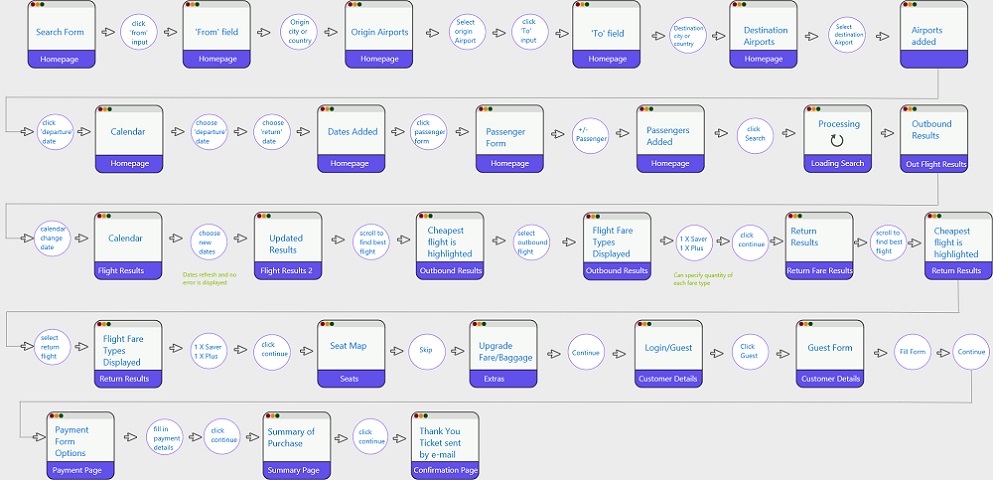 Search Form
Homepage
click
'from'
input
'From' field
Homepage
Origin
city or
country
Origin Airports
Homepage
Select
origin
Airport
click
'To'
input
'To' field
Homepage
Destination
city or
country
Destination
Airports
Homepage
Select
destination
Airport
Airports
added
click
'departure'
date
Calendar
Homepage
choose
'departure'
date
choose
'return'
date
Dates Added
Homepage
click
passenger
form
Passenger
Form
Homepage
+/-
Passenger
Passengers
Added
Homepage
click
Search
Processing
Loading Search
Outbound
Results
Out Flight Results
calendar
change
date
Calendar
Flight Results
choose
new
dates
Dates refresh and no
error is displayed
Updated
Results
Flight Results 2
scroll to
find best
flight
Cheapest
flight is
highlighted
Outbound Results
select
outbound
flight
Flight Fare
Types
Displayed
Outbound Results
1 X Saver
1 X Plus
Can specify quantity of
each fare type
click
continue
Return
Results
Return Fare Results
scroll to
find best
flight
Cheapest
flight is
highlighted
Return Results
select
return
flight
Flight Fare
Types
Displayed
Return Results
1 X Saver
1 X Plus
click
continue
Seat Map
Seats
Skip
Upgrade
Fare/Baggage
Extras
Continue
Login/Guest
Customer Details
Click
Guest
Guest Form
Customer Details
Fill Form
Continue
Payment
Form
Options
Payment Page
fill in
payment
details
click
continue
Summary of
Purchase
Summary Page
click
continue
Thank You
Ticket sent
by e-mail
Confirmation Page